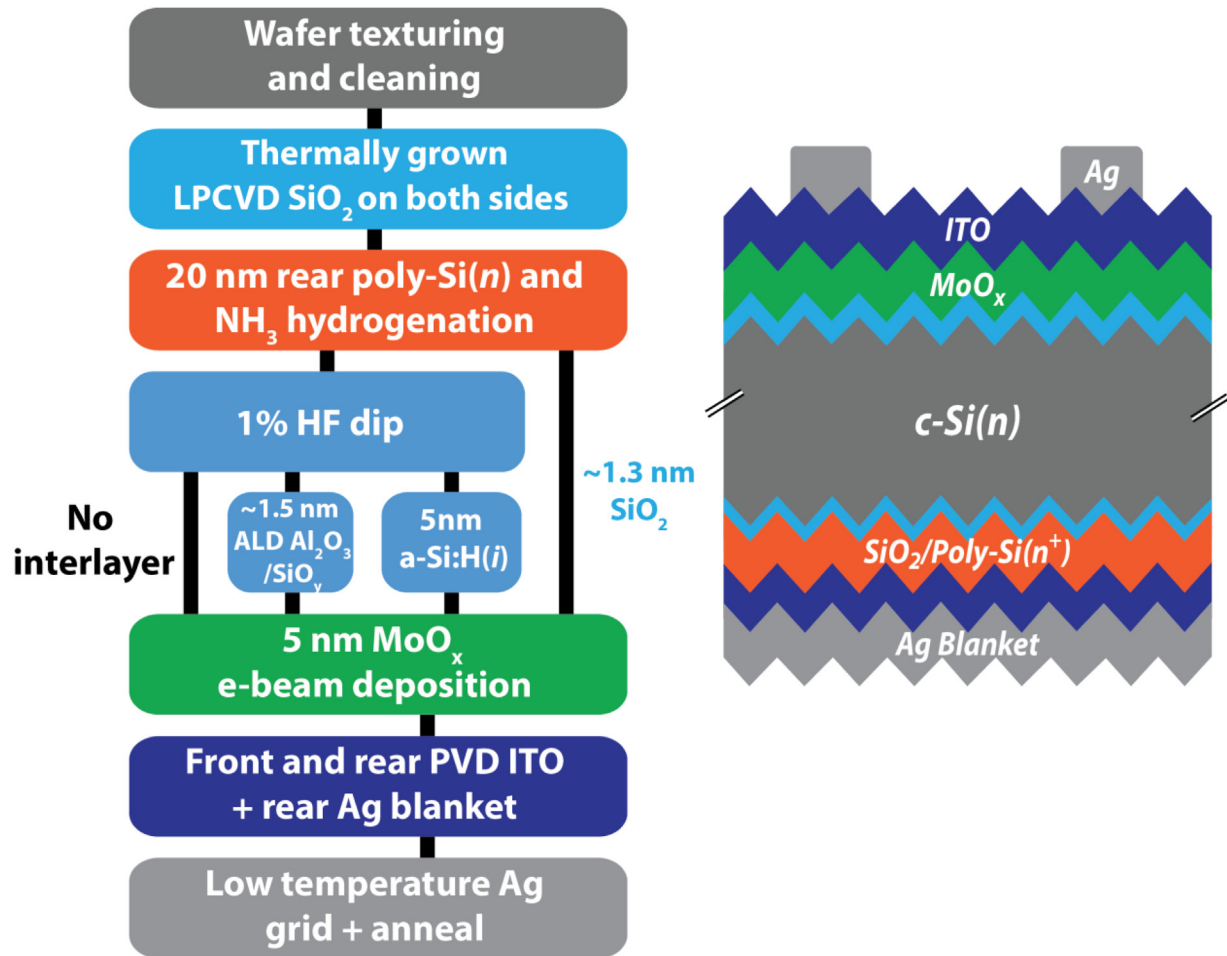 Wafer texturing
and cleaning
Thermally grown
LPCVD SiO₂ on both sides
20 nm rear poly-Si(n) and
NH₃ hydrogenation
1% HF dip
No
interlayer
~1.5 nm
ALD Al₂O₃
/SiOᵧ
5nm
a-Si:H(i)
~1.3 nm
SiO₂
5 nm MoOₓ
e-beam deposition
Front and rear PVD ITO
+ rear Ag blanket
Low temperature Ag
grid + anneal
Ag
ITO
MoOₓ
c-Si(n)
SiO₂/Poly-Si(n⁺)
Ag Blanket